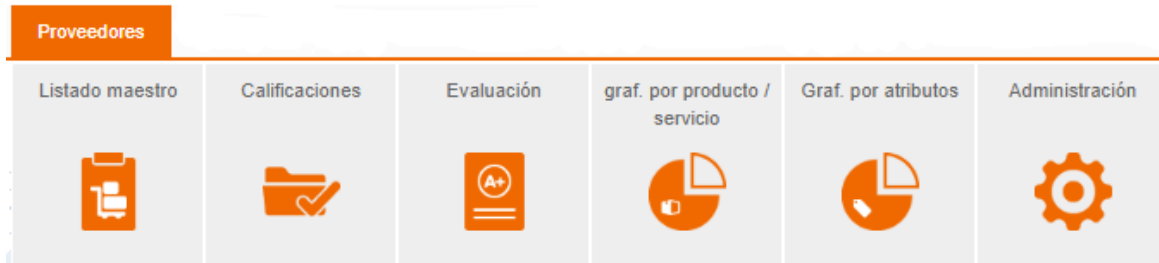 Proveedores
Listado maestro
Calificaciones
Evaluación
graf. por producto /
servicio
Graf. por atributos
Administración
A+